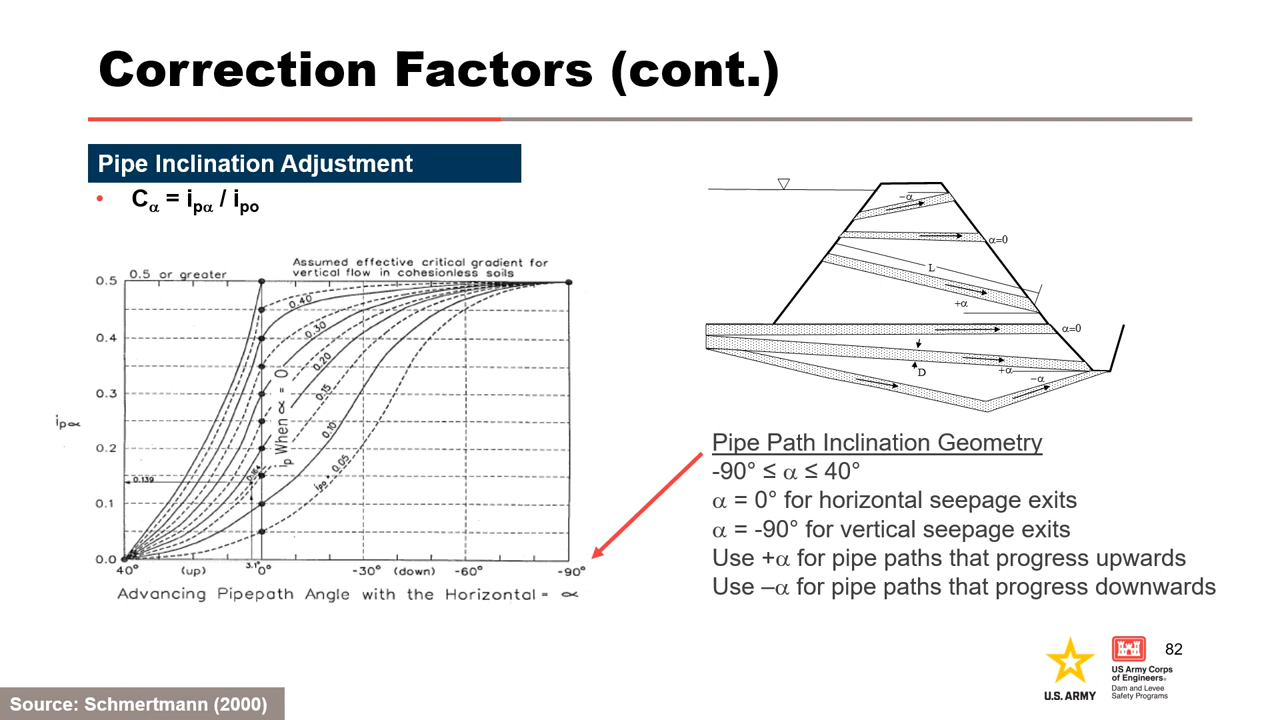 Correction Factors (cont.)
Pipe Inclination Adjustment
• Cα = ipα / ipo
Assumed effective critical gradient for
vertical flow in cohesionless soils
0.5 or greater
0.5
0.4
0.3
0.2
0.1
0.0
ipα
0.40
0.30
0.20
0.15
0.10
ipo = 0.05
ip When α = 0
0.164
0.139
40°
(up)
3.1°
0°
-30°
(down)
-60°
-90°
Advancing Pipepath Angle with the Horizontal = α
-α
α=0
L
+α
α=0
D
+α
-α
Pipe Path Inclination Geometry
-90° ≤ α ≤ 40°
α = 0° for horizontal seepage exits
α = -90° for vertical seepage exits
Use +α for pipe paths that progress upwards
Use –α for pipe paths that progress downwards
U.S. ARMY
US Army Corps
of Engineers®
Dam and Levee
Safety Programs
82
Source: Schmertmann (2000)